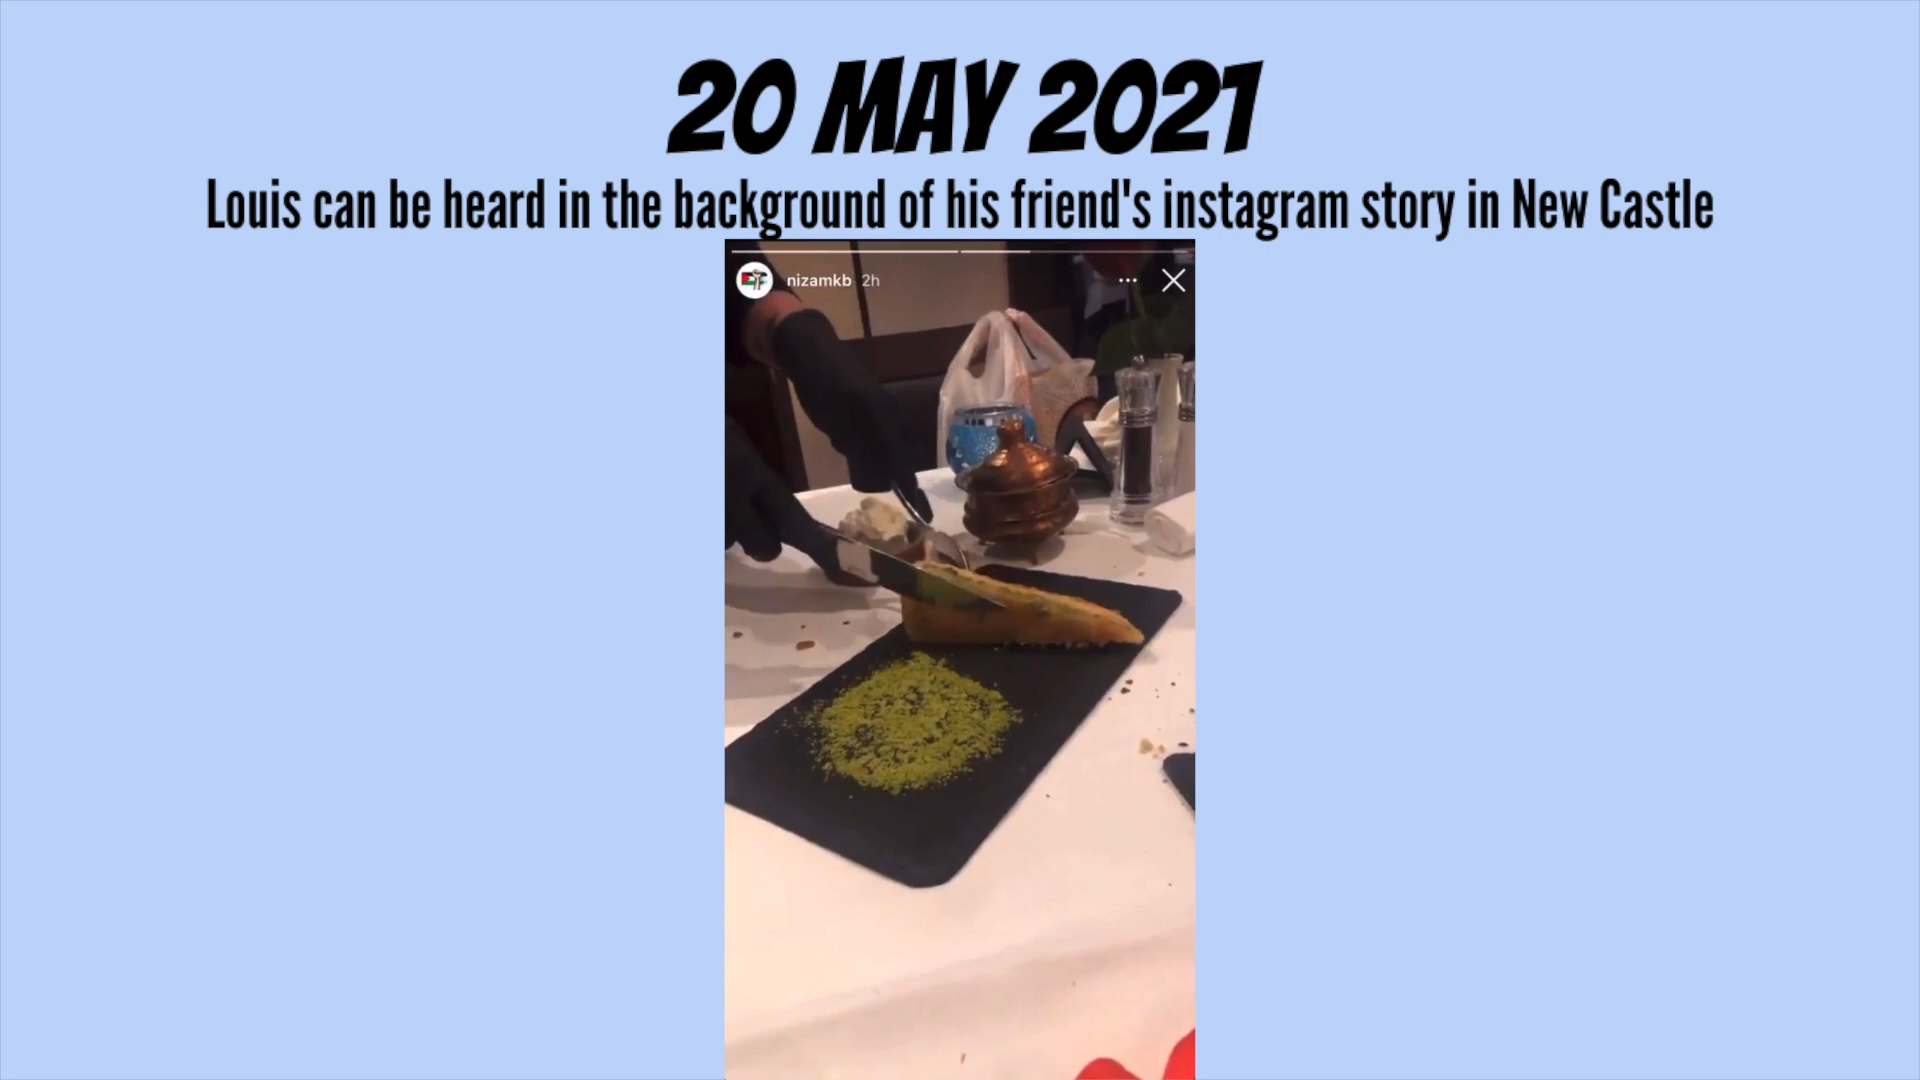 20 MAY 2021
Louis can be heard in the background of his friend's instagram story in New Castle
nizamkb 2h